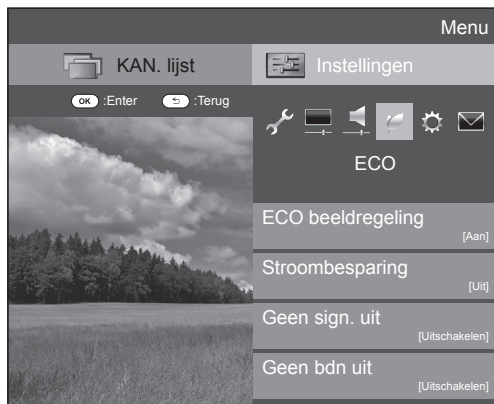 Menu
KAN. lijst
Instellingen
OK :Enter :Terug
ECO
ECO beeldregeling
[Aan]
Stroombesparing
[Uit]
Geen sign. uit
[Uitschakelen]
Geen bdn uit
[Uitschakelen]